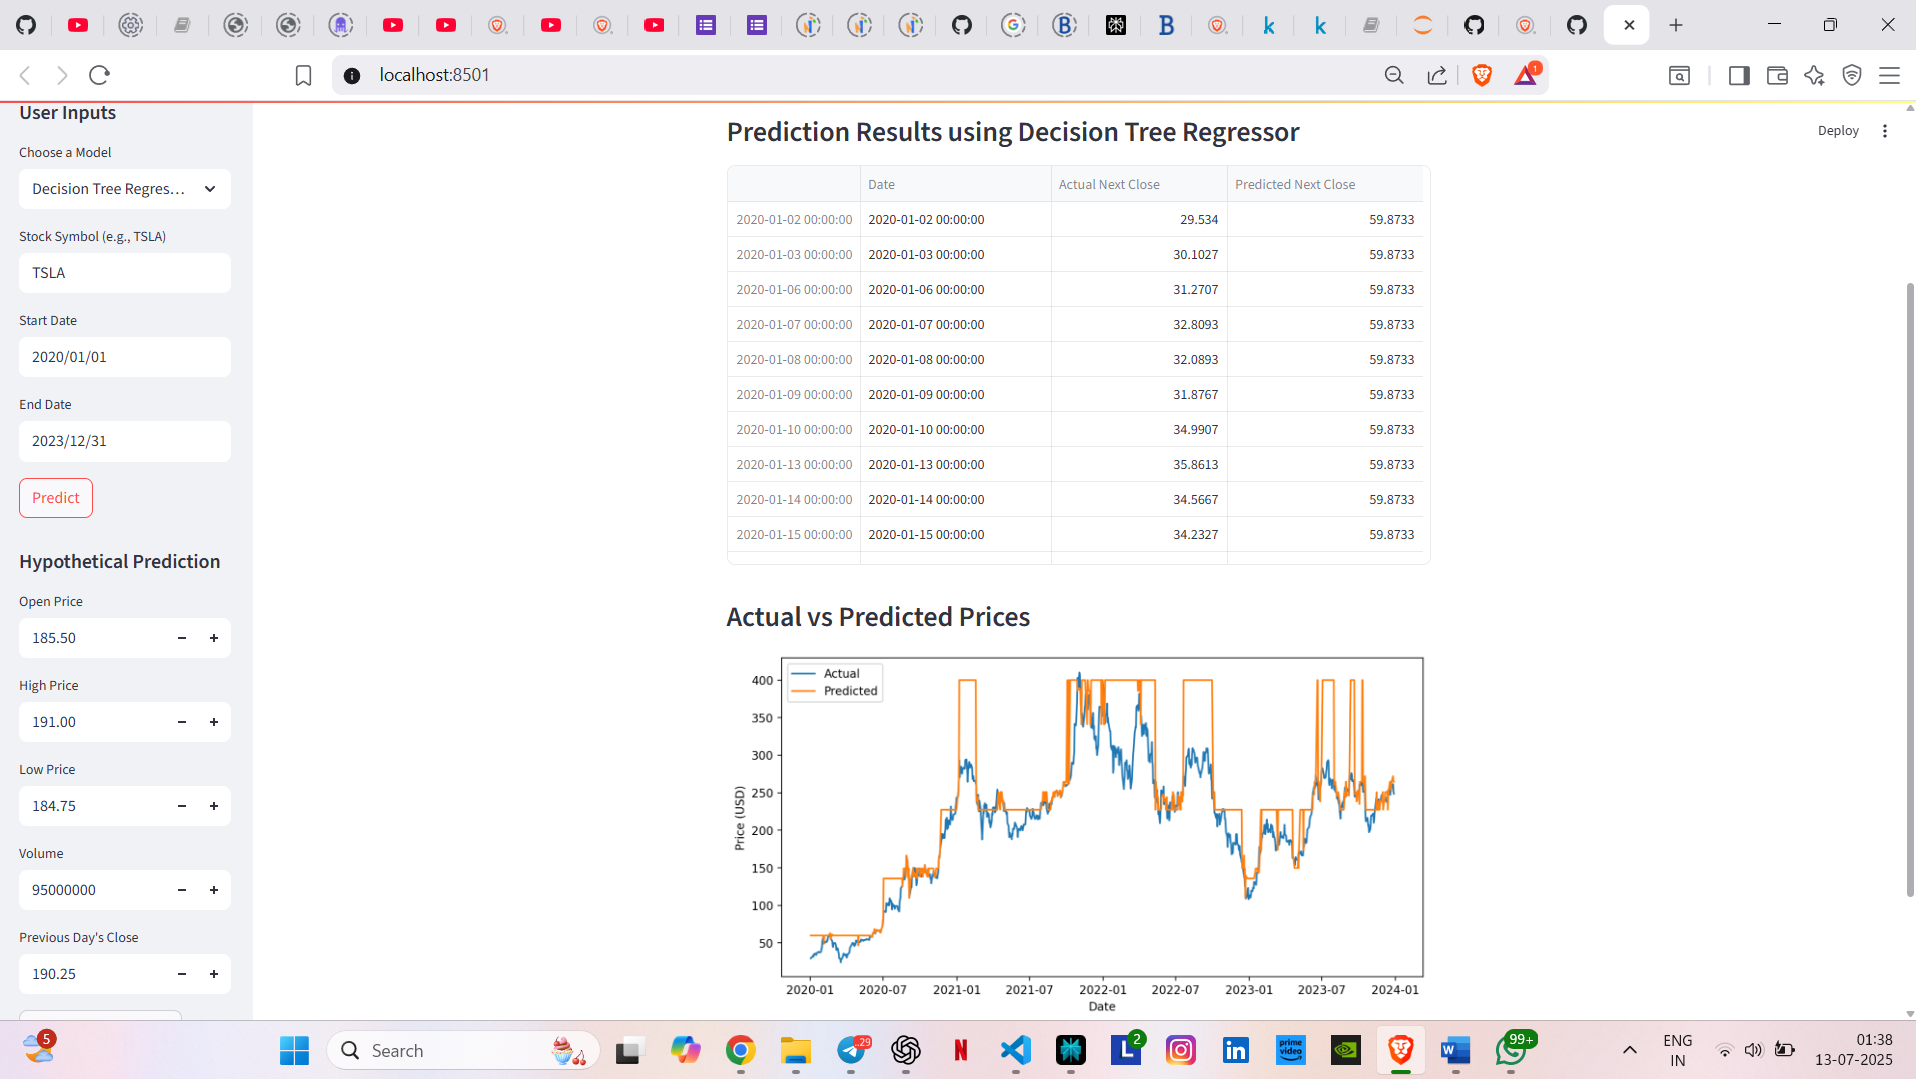 localhost:8501
1
User Inputs
Choose a Model
Decision Tree Regres...
Stock Symbol (e.g., TSLA)
TSLA
Start Date
2020/01/01
End Date
2023/12/31
Predict
Hypothetical Prediction
Open Price
185.50
High Price
191.00
Low Price
184.75
Volume
95000000
Previous Day's Close
190.25
Deploy
Prediction Results using Decision Tree Regressor
Date Actual Next Close Predicted Next Close
2020-01-02 00:00:00 2020-01-02 00:00:00 29.534 59.8733
2020-01-03 00:00:00 2020-01-03 00:00:00 30.1027 59.8733
2020-01-06 00:00:00 2020-01-06 00:00:00 31.2707 59.8733
2020-01-07 00:00:00 2020-01-07 00:00:00 32.8093 59.8733
2020-01-08 00:00:00 2020-01-08 00:00:00 32.0893 59.8733
2020-01-09 00:00:00 2020-01-09 00:00:00 31.8767 59.8733
2020-01-10 00:00:00 2020-01-10 00:00:00 34.9907 59.8733
2020-01-13 00:00:00 2020-01-13 00:00:00 35.8613 59.8733
2020-01-14 00:00:00 2020-01-14 00:00:00 34.5667 59.8733
2020-01-15 00:00:00 2020-01-15 00:00:00 34.2327 59.8733
Actual vs Predicted Prices
Actual
Predicted
400
350
300
250
200
150
100
50
Price (USD)
2020-01 2020-07 2021-01 2021-07 2022-01 2022-07 2023-01 2023-07 2024-01
Date
5
Search
..29
2
prime video
99+
ENG
IN
01:38
13-07-2025